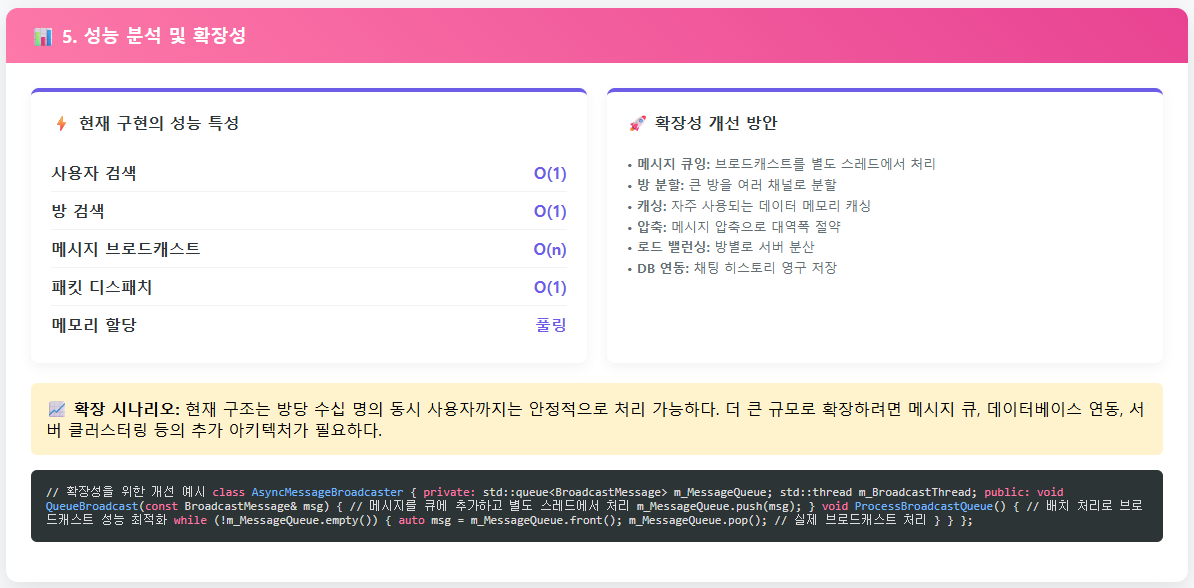 📊 5. 성능 분석 및 확장성
⚡ 현재 구현의 성능 특성
사용자 검색 O(1)
방 검색 O(1)
메시지 브로드캐스트 O(n)
패킷 디스패치 O(1)
메모리 할당 풀링
🚀 확장성 개선 방안
• 메시지 큐잉: 브로드캐스트를 별도 스레드에서 처리
• 방 분할: 큰 방을 여러 채널로 분할
• 캐싱: 자주 사용되는 데이터 메모리 캐싱
• 압축: 메시지 압축으로 대역폭 절약
• 로드 밸런싱: 방별로 서버 분산
• DB 연동: 채팅 히스토리 영구 저장
📈 확장 시나리오: 현재 구조는 방당 수십 명의 동시 사용자까지는 안정적으로 처리 가능하다. 더 큰 규모로 확장하려면 메시지 큐, 데이터베이스 연동, 서
버 클러스터링 등의 추가 아키텍처가 필요하다.
// 확장성을 위한 개선 예시 class AsyncMessageBroadcaster { private: std::queue<BroadcastMessage> m_MessageQueue; std::thread m_BroadcastThread; public: void
QueueBroadcast(const BroadcastMessage& msg) { // 메시지를 큐에 추가하고 별도 스레드에서 처리 m_MessageQueue.push(msg); } void ProcessBroadcastQueue() { // 배치 처리로 브로
드캐스트 성능 최적화 while (!m_MessageQueue.empty()) { auto msg = m_MessageQueue.front(); m_MessageQueue.pop(); // 실제 브로드캐스트 처리 } } };